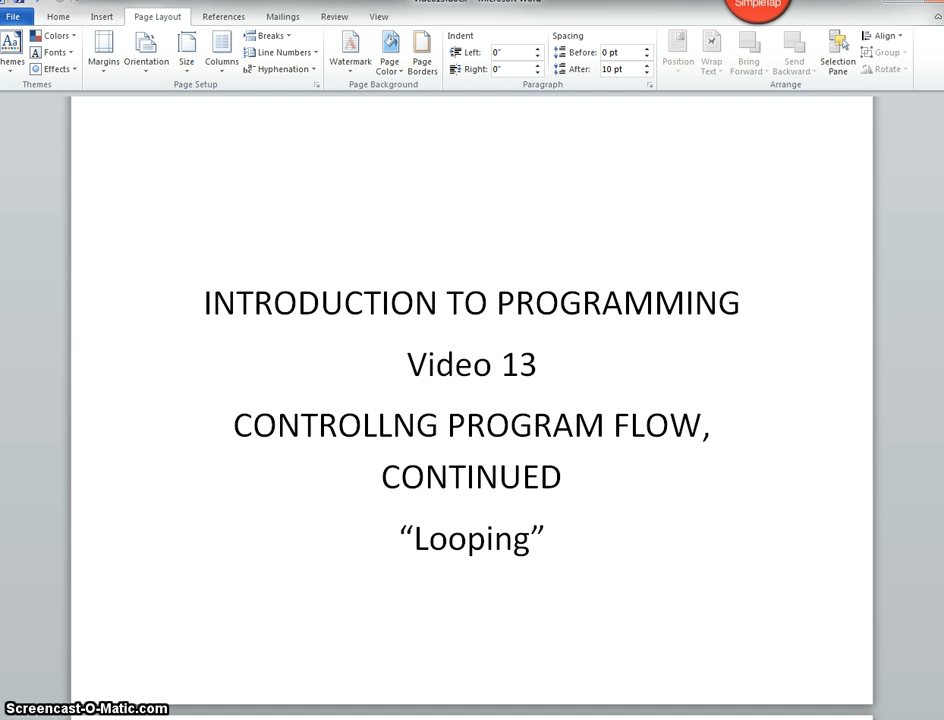 SimpleTap
File Home Insert Page Layout References Mailings Review View
Colors Breaks Indent Spacing Align
Fonts Line Numbers Left: 0" Before: 0 pt Group
Effects Hyphenation Right: 0" After: 10 pt Rotate
Margins Orientation Size Columns Watermark Page Color Page Borders Position Wrap Text Bring Forward Send Backward Selection Pane
Themes Page Setup Page Background Paragraph Arrange
INTRODUCTION TO PROGRAMMING
Video 13
CONTROLLNG PROGRAM FLOW,
CONTINUED
“Looping”
Screencast-O-Matic.com